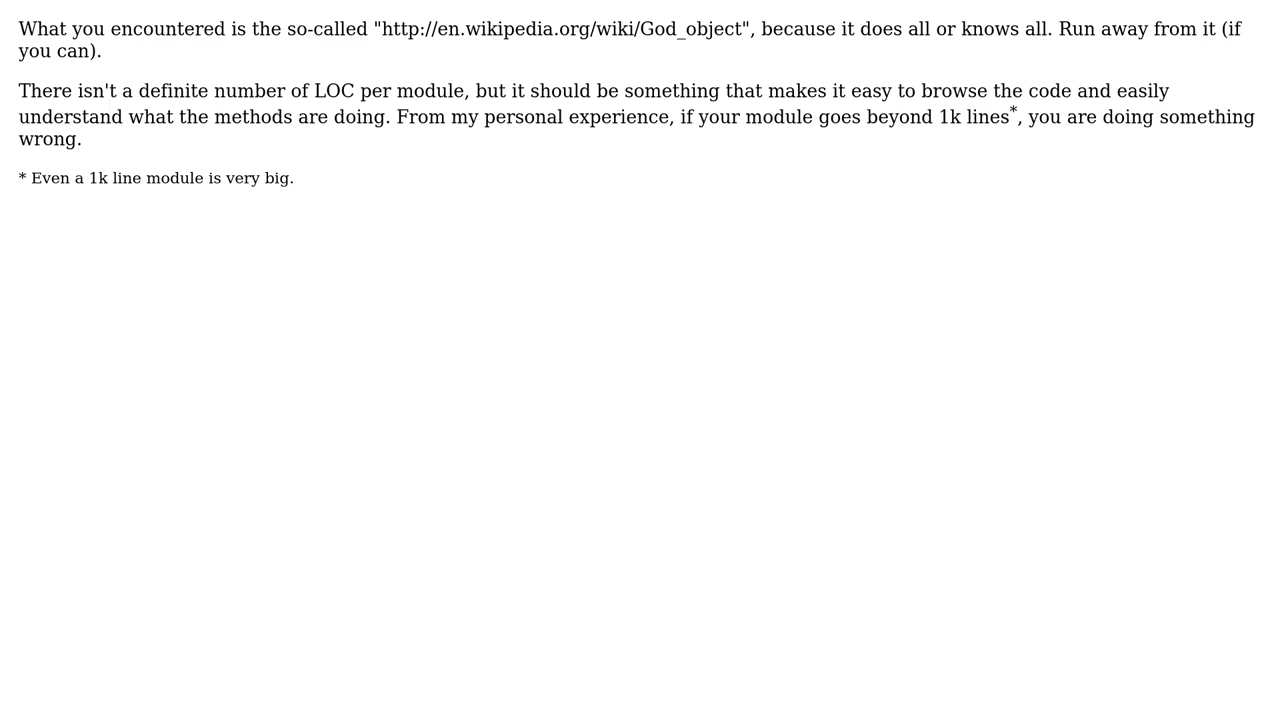 What you encountered is the so-called "http://en.wikipedia.org/wiki/God_object", because it does all or knows all. Run away from it (if
you can).
There isn't a definite number of LOC per module, but it should be something that makes it easy to browse the code and easily
understand what the methods are doing. From my personal experience, if your module goes beyond 1k lines*, you are doing something
wrong.
* Even a 1k line module is very big.